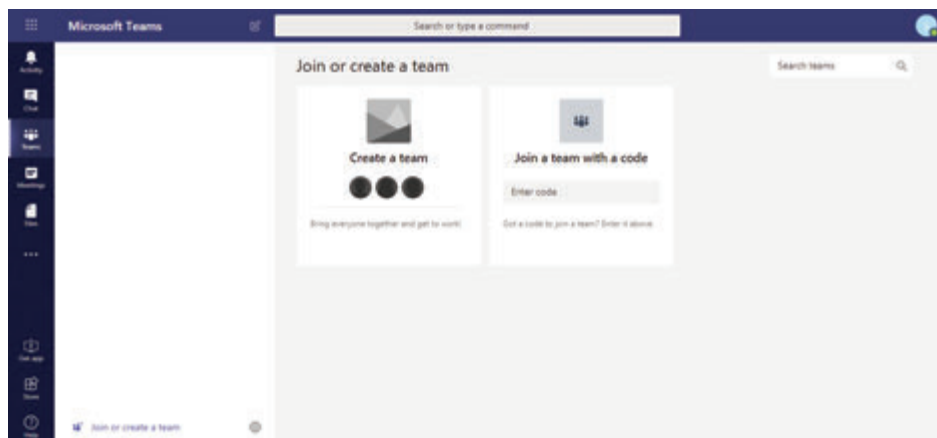 Microsoft Teams
Search or type a command
Activity
Chat
Teams
Meetings
Files
Get app
Store
Help
Join or create a team
Search teams
Create a team
Bring everyone together and get to work!
Join a team with a code
Enter code
Got a code to join a team? Enter it above.
Join or create a team